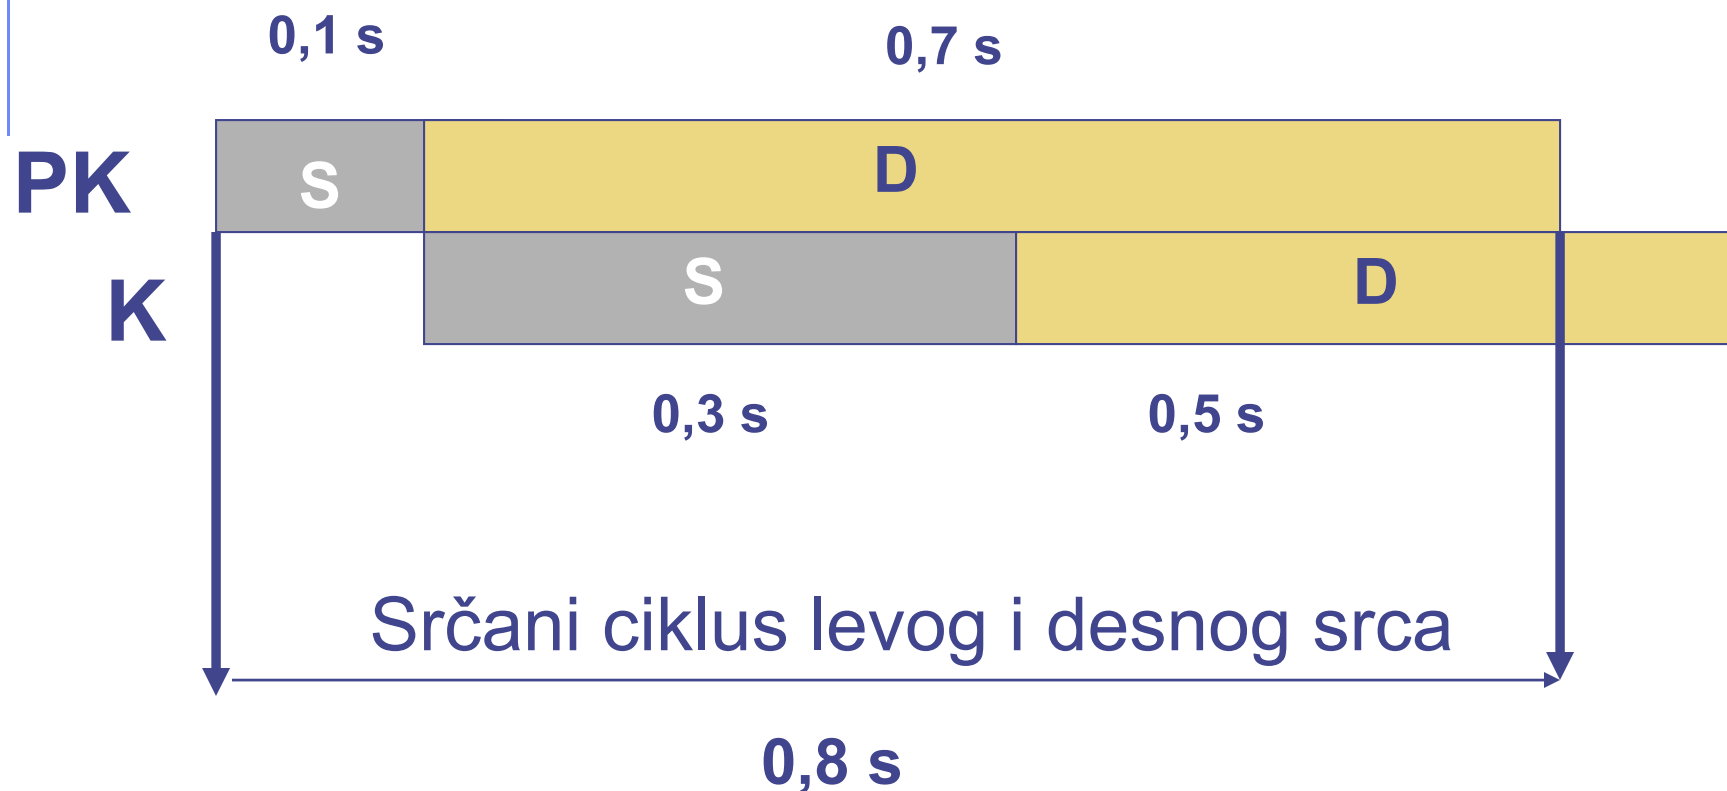 0,1 s 0,7 s
PK S D
K S D
0,3 s 0,5 s
Srčani ciklus levog i desnog srca
0,8 s